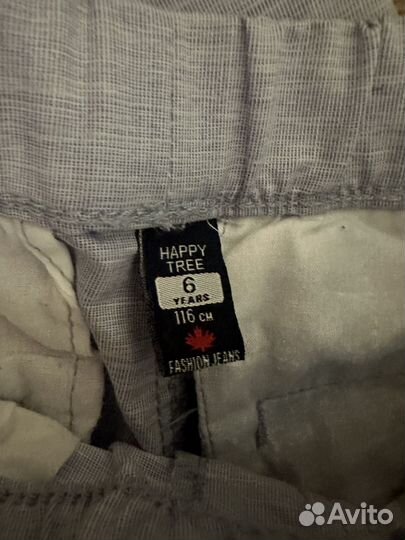 HAPPY
TREE
6
YEARS
116 CM
FASHION JEANS
Avito